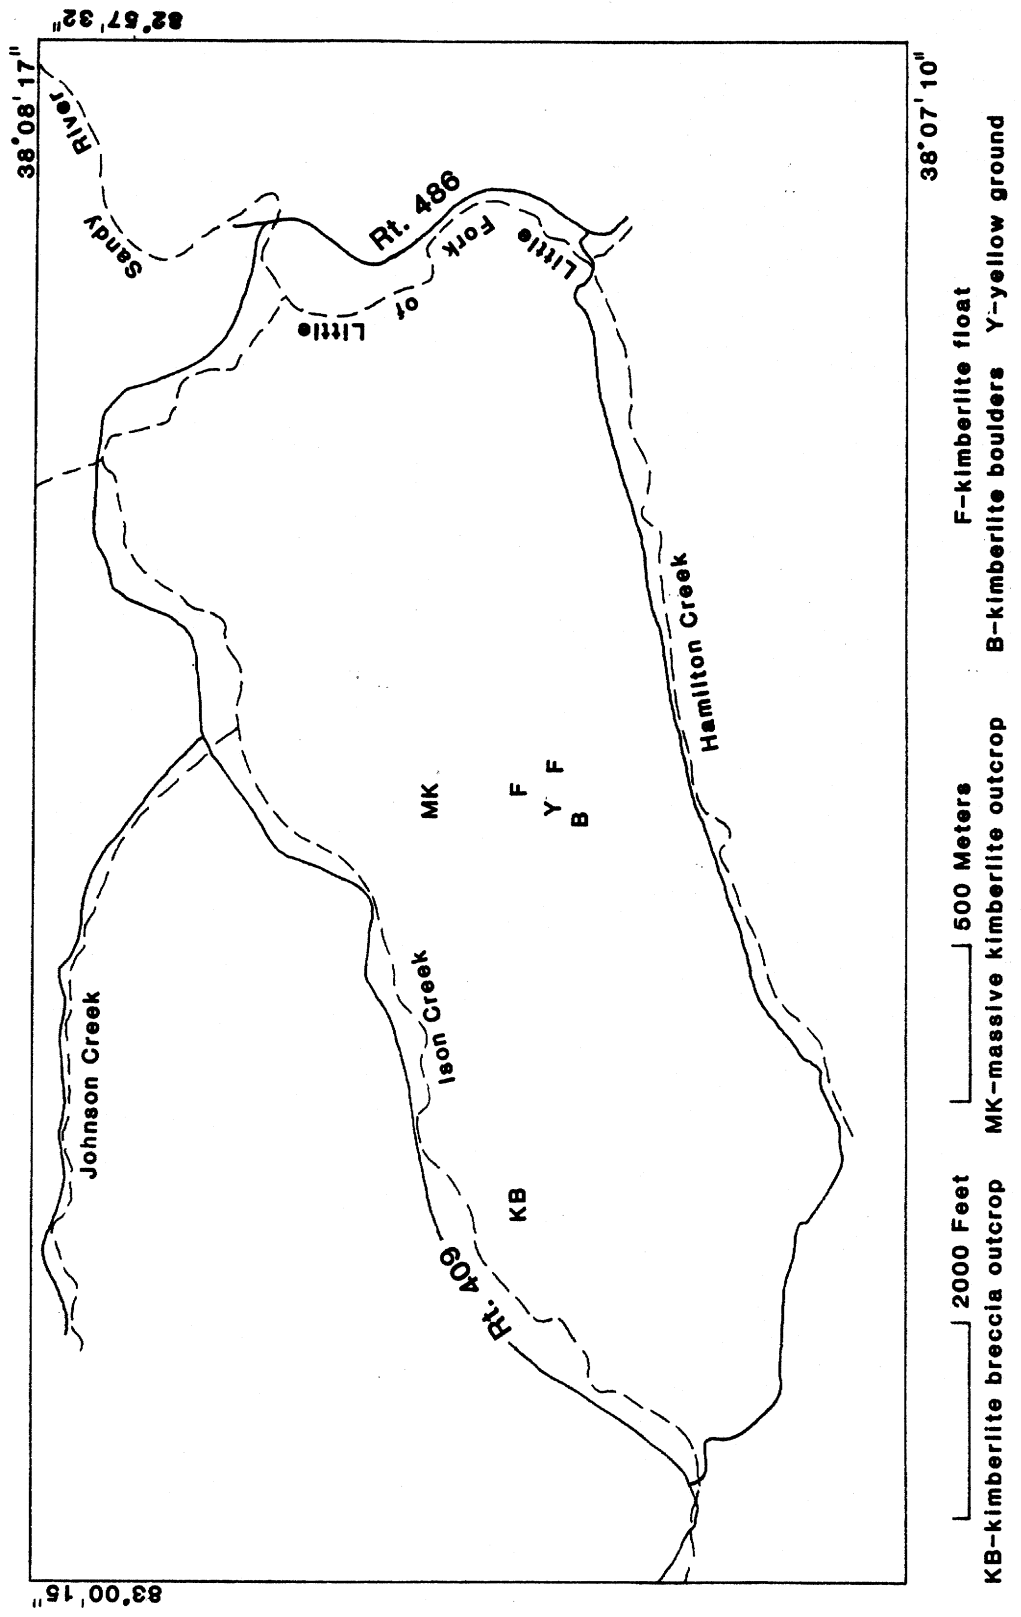 83°00'15"
82°57'32"
38°08'17"
38°07'10"
Johnson Creek
Sandy
River
Rt. 409
Ison Creek
Little
of
Fork
Little
Rt. 486
KB
MK
F
Y
F
B
Hamilton Creek
2000 Feet
500 Meters
F-kimberlite float
KB-kimberlite breccia outcrop
MK-massive kimberlite outcrop
B-kimberlite boulders
Y-yellow ground